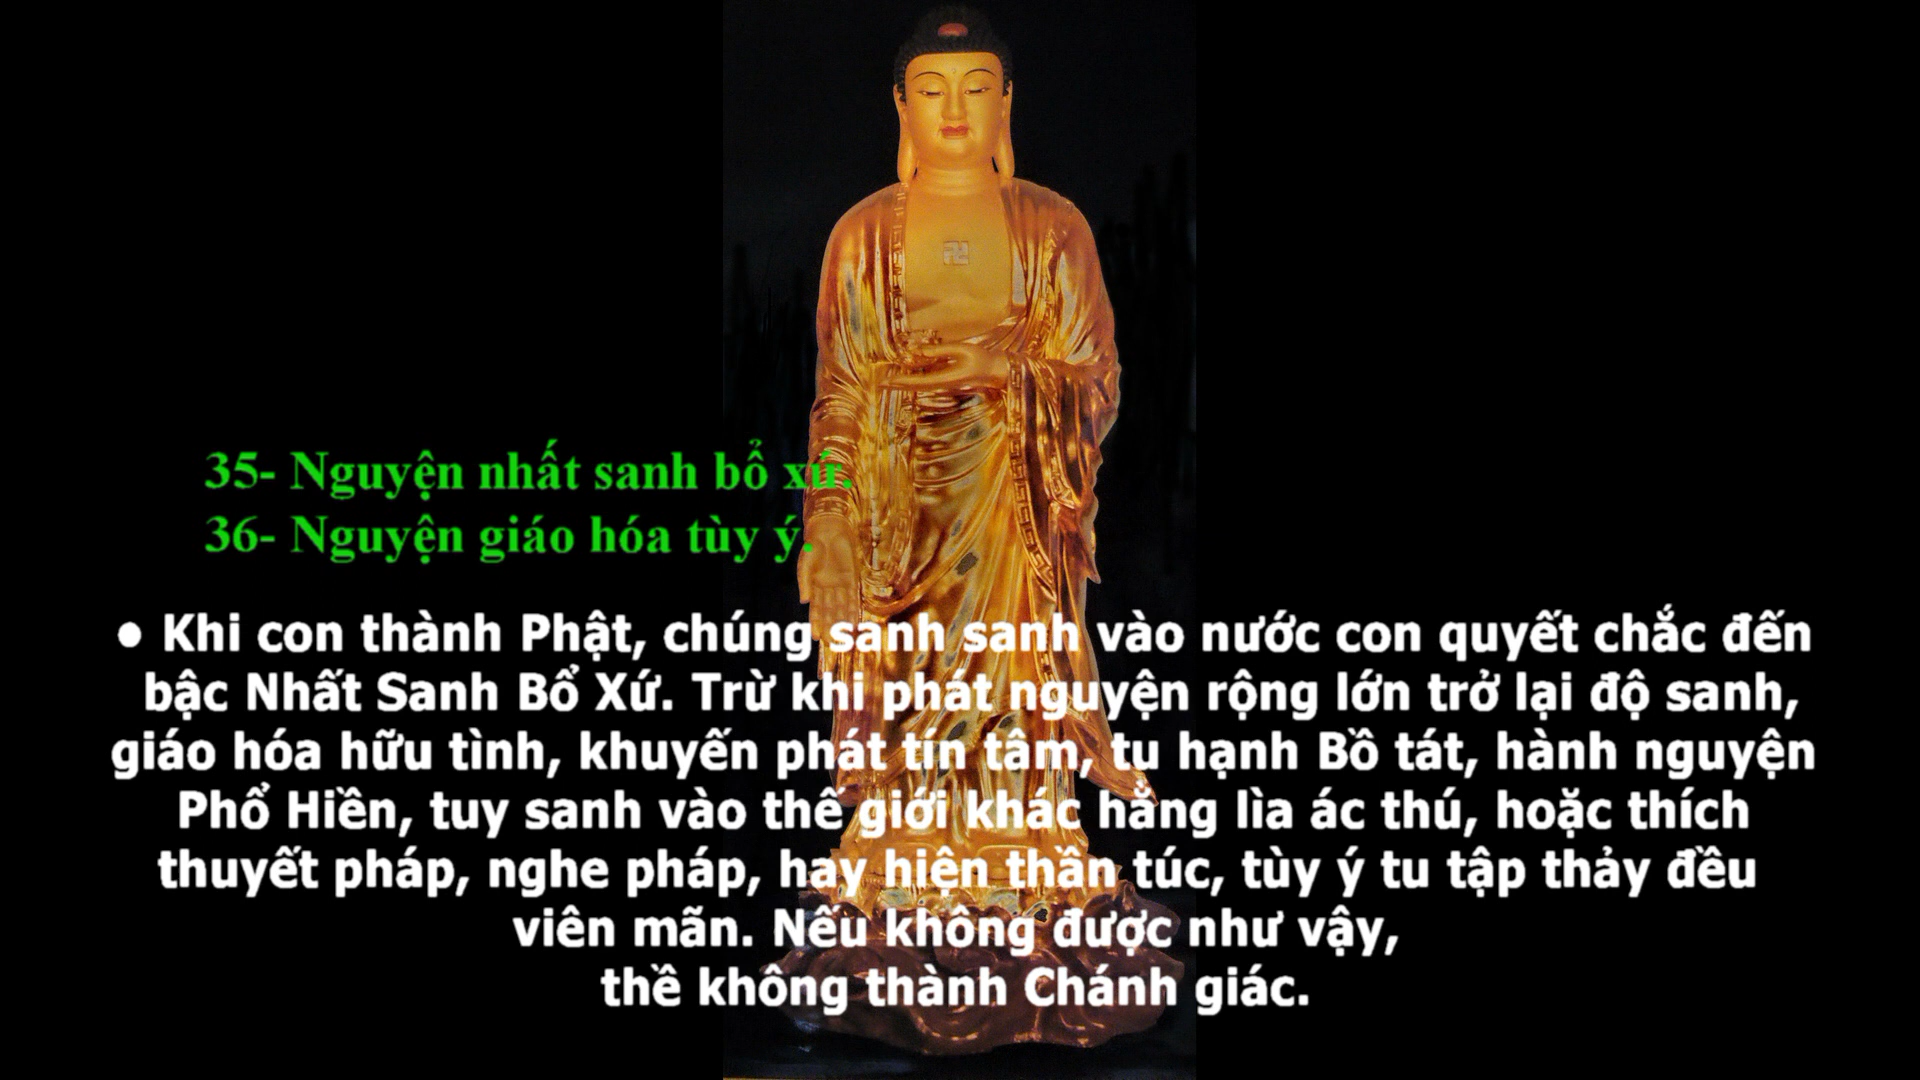 35- Nguyện nhất sanh bổ xứ.
36- Nguyện giáo hóa tùy ý.
• Khi con thành Phật, chúng sanh sanh vào nước con quyết chắc đến
bậc Nhất Sanh Bổ Xứ. Trừ khi phát nguyện rộng lớn trở lại độ sanh,
giáo hóa hữu tình, khuyến phát tín tâm, tu hạnh Bồ tát, hành nguyện
Phổ Hiền, tuy sanh vào thế giới khác hẳng lìa ác thú, hoặc thích
thuyết pháp, nghe pháp, hay hiện thần túc, tùy ý tu tập thảy đều
viên mãn. Nếu không được như vậy,
thề không thành Chánh giác.